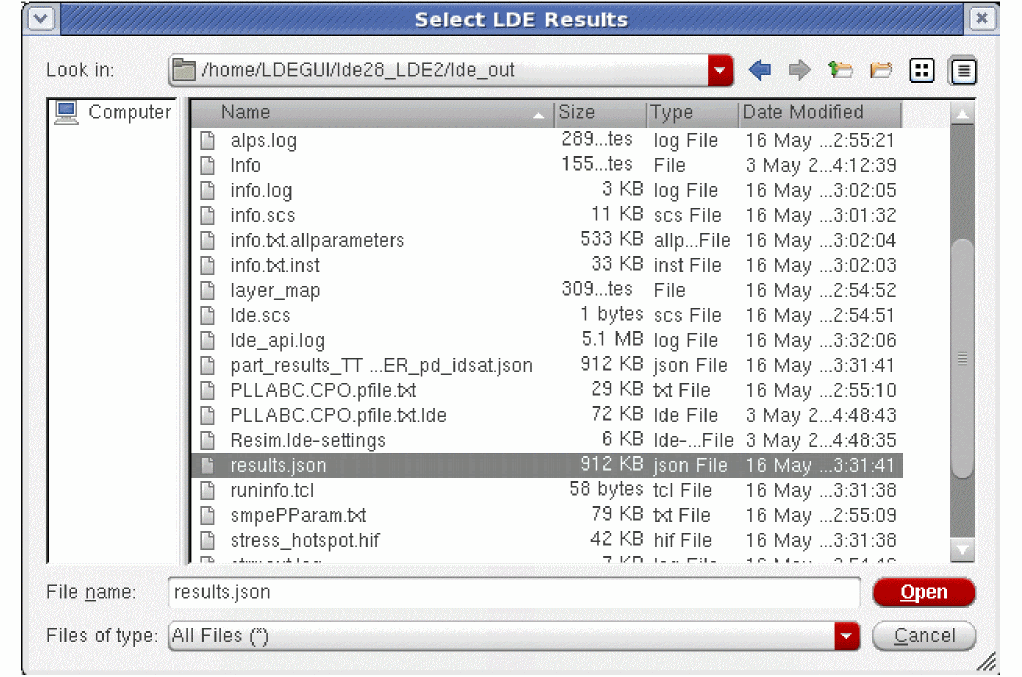 Select LDE Results
Look in: /home/LDEGUI/lde28_LDE2/lde_out
Computer
Name Size Type Date Modified
alps.log 289...tes log File 16 May ...2:55:21
Info 155...tes File 3 May 2...4:12:39
info.log 3 KB log File 16 May ...3:02:05
info.scs 11 KB scs File 16 May ...3:01:32
info.txt.allparameters 533 KB allp...File 16 May ...3:02:04
info.txt.inst 33 KB inst File 16 May ...3:02:03
layer_map 309...tes File 16 May ...2:54:52
lde.scs 1 bytes scs File 16 May ...2:54:51
lde_api.log 5.1 MB log File 16 May ...3:32:06
part_results_TT ...ER_pd_idsat.json 912 KB json File 16 May ...3:31:41
PLLABC.CPO.pfile.txt 29 KB txt File 16 May ...2:55:10
PLLABC.CPO.pfile.txt.lde 72 KB lde File 3 May 2...4:48:43
Resim.lde-settings 6 KB lde-...File 3 May 2...4:48:35
results.json 912 KB json File 16 May ...3:31:41
runinfo.tcl 58 bytes tcl File 16 May ...3:31:38
smpePParam.txt 79 KB txt File 16 May ...2:55:09
stress_hotspot.hif 42 KB hif File 16 May ...3:31:38
File name: results.json Open
Files of type: All Files (*) Cancel